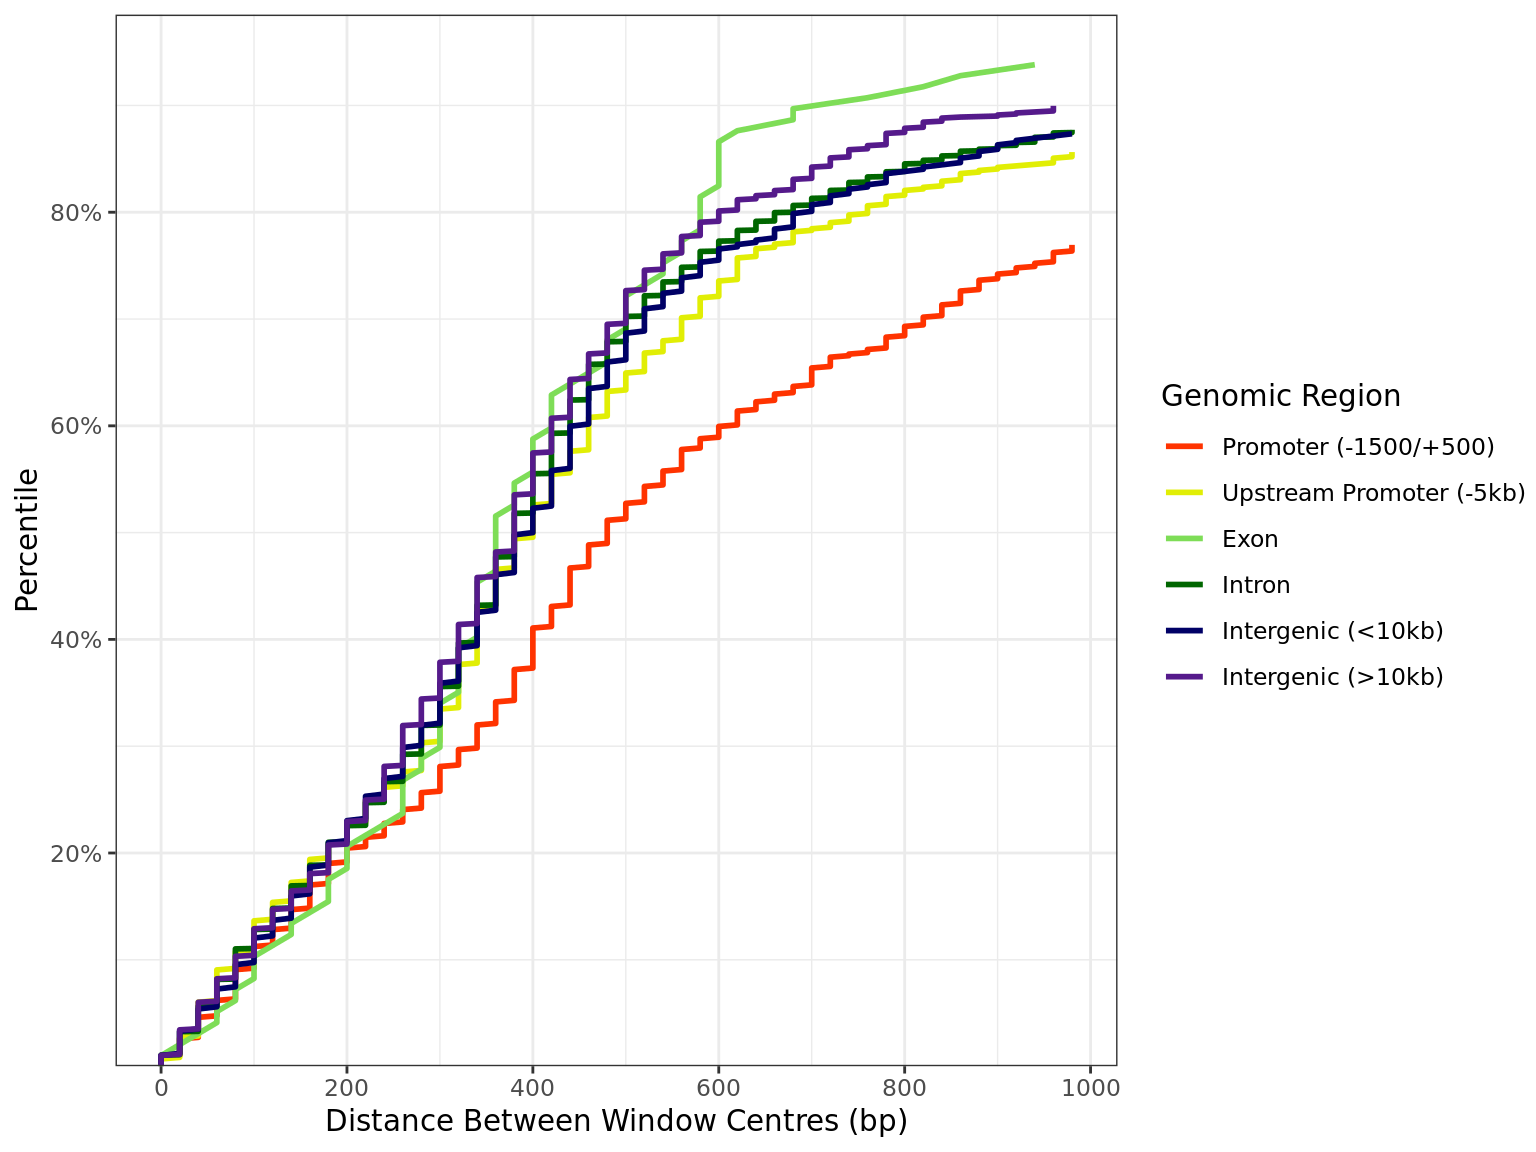 80%
60%
40%
20%
Percentile
0 200 400 600 800 1000
Distance Between Window Centres (bp)
Genomic Region
Promoter (-1500/+500)
Upstream Promoter (-5kb)
Exon
Intron
Intergenic (<10kb)
Intergenic (>10kb)